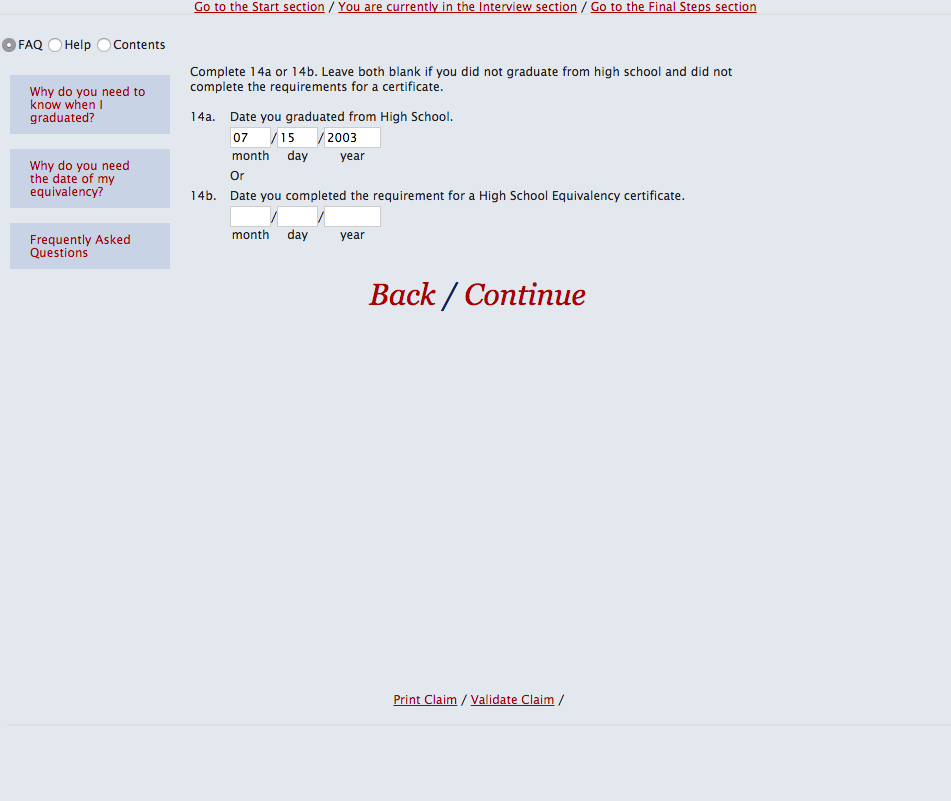 Go to the Start section / You are currently in the Interview section / Go to the Final Steps section
FAQ Help Contents
Why do you need to
know when I
graduated?
Why do you need
the date of my
equivalency?
Frequently Asked
Questions
Complete 14a or 14b. Leave both blank if you did not graduate from high school and did not
complete the requirements for a certificate.
14a. Date you graduated from High School.
07 / 15 / 2003
month day year
Or
14b. Date you completed the requirement for a High School Equivalency certificate.
/ /
month day year
Back / Continue
Print Claim / Validate Claim /